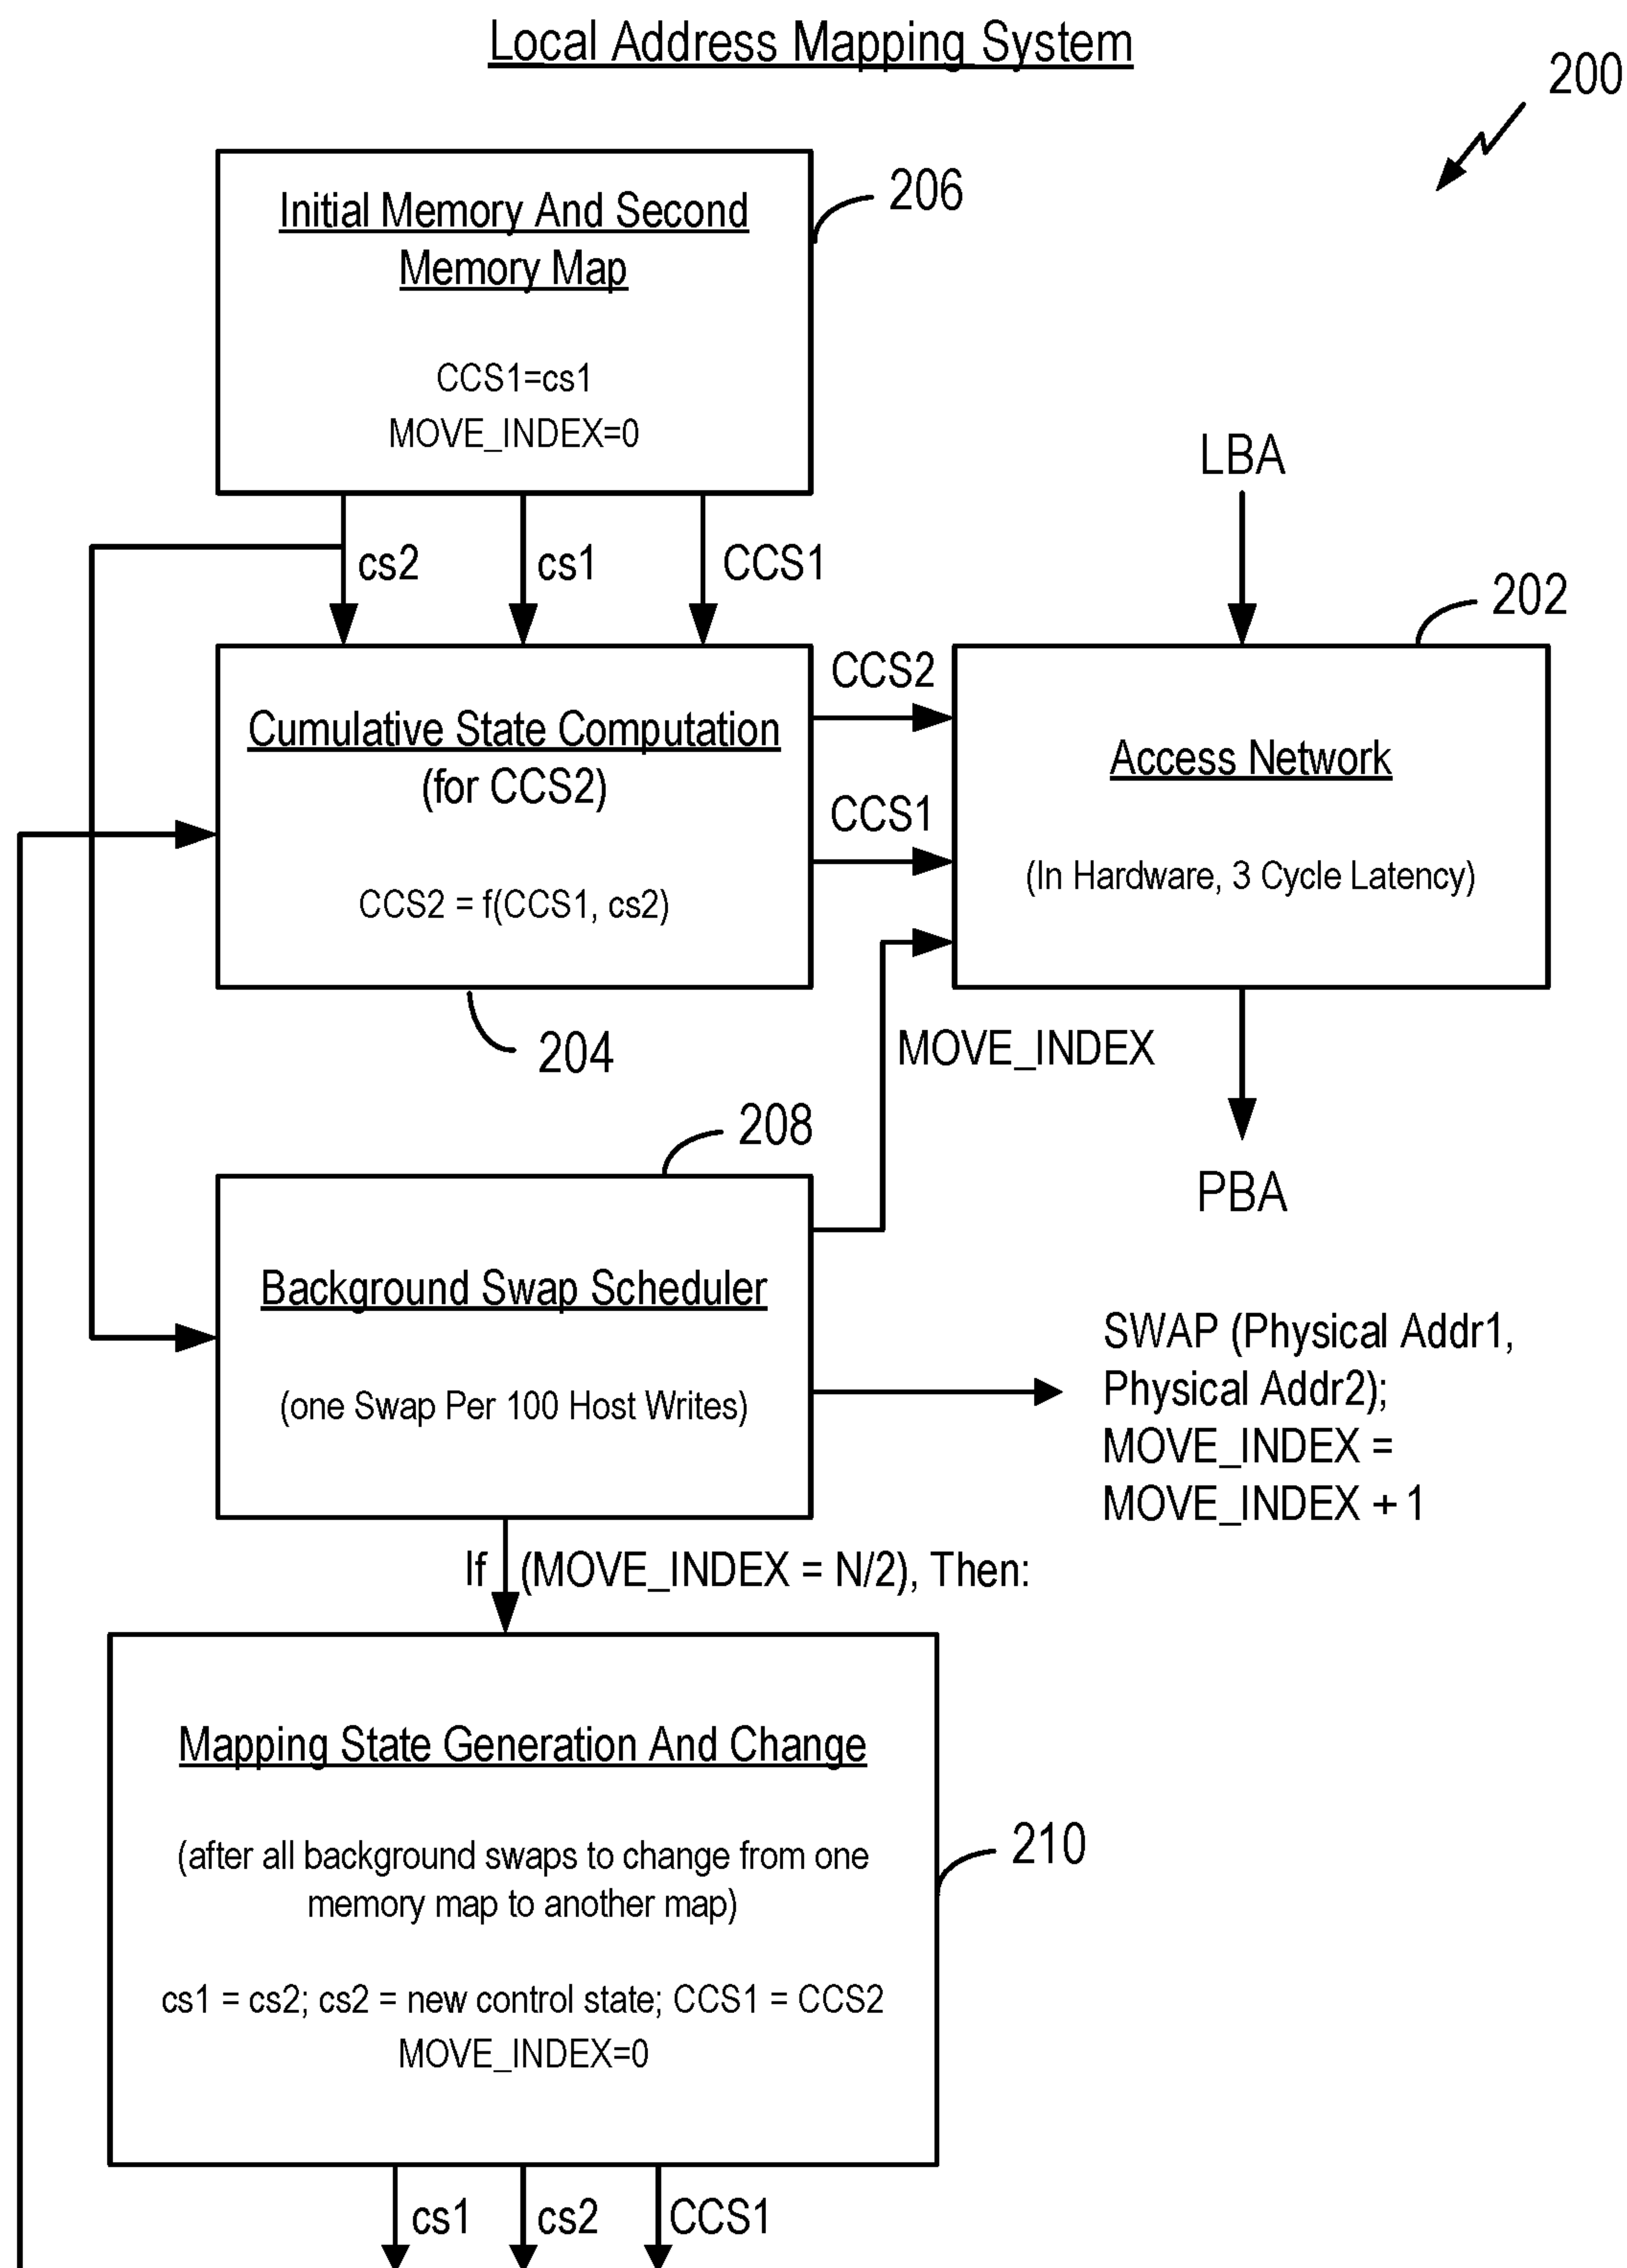 Local Address Mapping System
200
206
Initial Memory And Second
Memory Map
CCS1=cs1
MOVE_INDEX=0
LBA
cs2
cs1
CCS1
202
CCS2
Cumulative State Computation
(for CCS2)
CCS2 = f(CCS1, cs2)
CCS1
Access Network
(In Hardware, 3 Cycle Latency)
204
MOVE_INDEX
208
PBA
Background Swap Scheduler
(one Swap Per 100 Host Writes)
SWAP (Physical Addr1,
Physical Addr2);
MOVE_INDEX =
MOVE_INDEX + 1
If (MOVE_INDEX = N/2), Then:
Mapping State Generation And Change
(after all background swaps to change from one
memory map to another map)
210
cs1 = cs2; cs2 = new control state; CCS1 = CCS2
MOVE_INDEX=0
cs1
cs2
CCS1